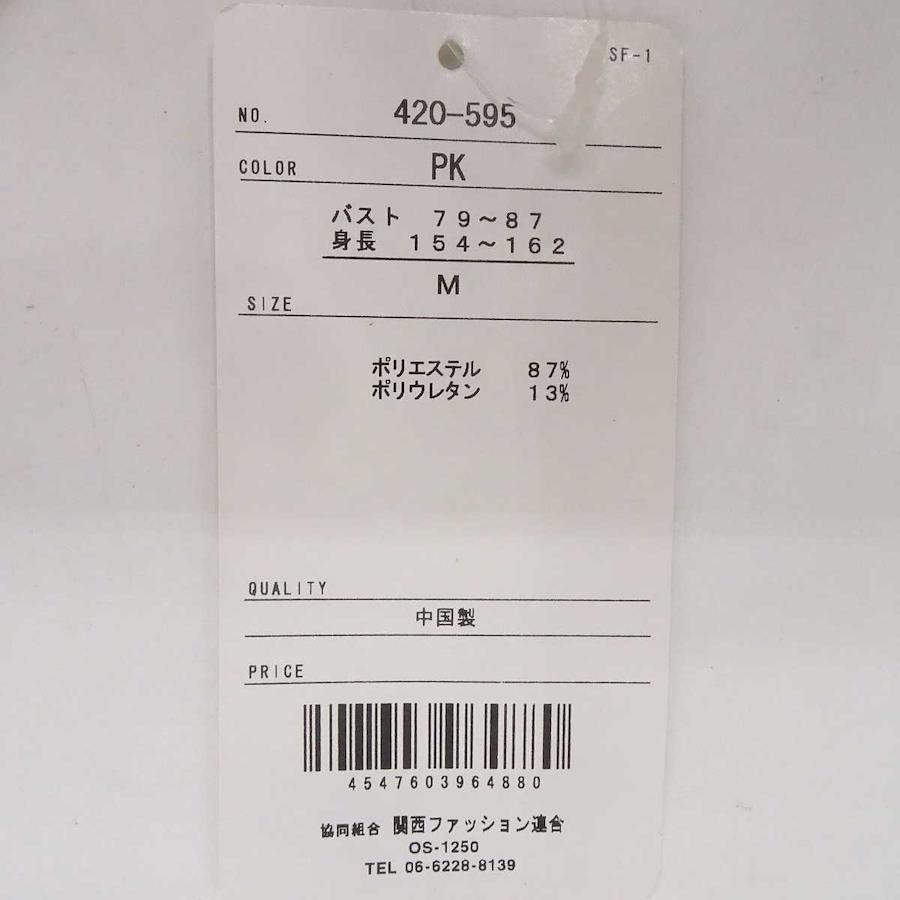 SF-1
NO. 420-595
COLOR PK
バスト 79～87
身長 154～162
M
SIZE
ポリエステル 87%
ポリウレタン 13%
QUALITY
中国製
PRICE
4547603964880
協同組合 関西ファッション連合
OS-1250
TEL 06-6228-8139